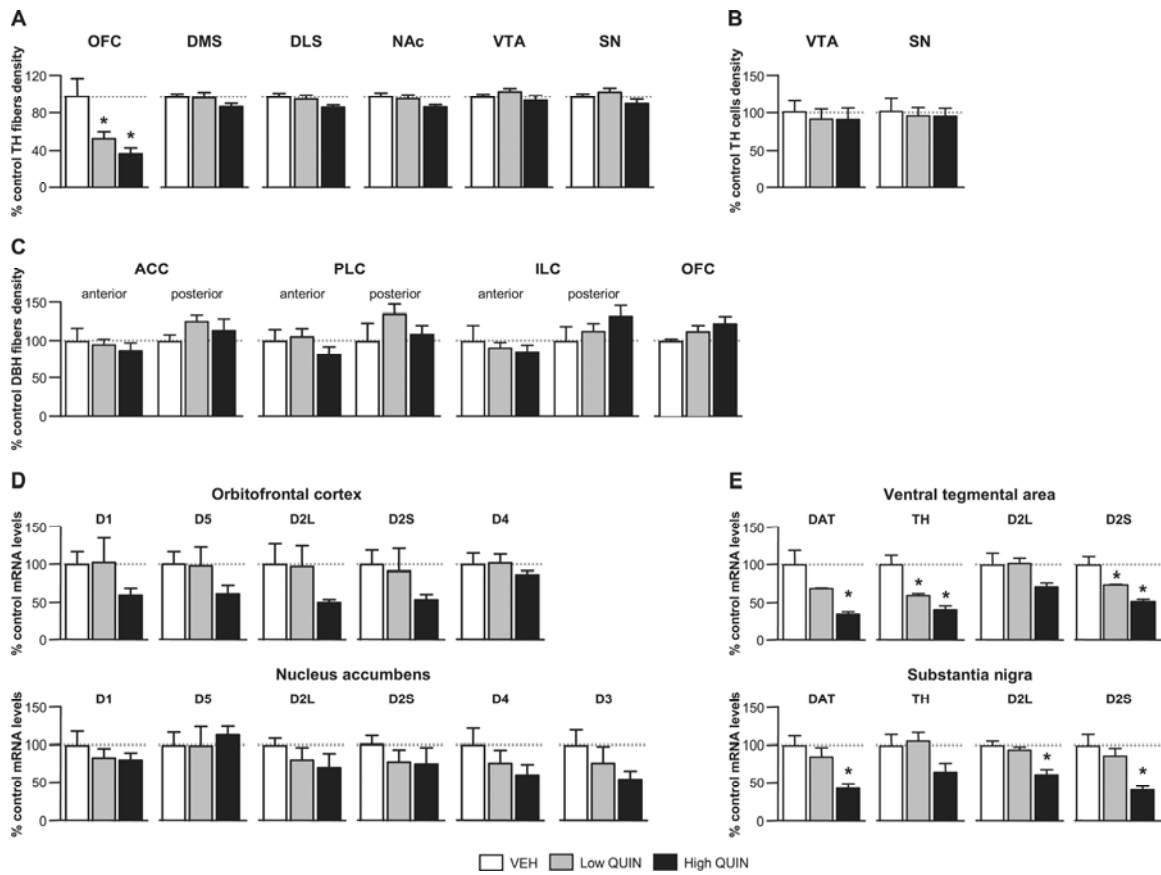 A
OFC DMS DLS NAc VTA SN
% control TH fibers density
120
80
40
0
* *
B
VTA SN
% control TH cells density
150
100
50
0
C
ACC PLC ILC OFC
anterior posterior anterior posterior anterior posterior
% control DBH fibers density
150
100
50
0
D
Orbitofrontal cortex
D1 D5 D2L D2S D4
% control mRNA levels
150
100
50
0
Nucleus accumbens
D1 D5 D2L D2S D4 D3
% control mRNA levels
150
100
50
0
E
Ventral tegmental area
DAT TH D2L D2S
% control mRNA levels
150
100
50
0
* * * * *
Substantia nigra
DAT TH D2L D2S
% control mRNA levels
150
100
50
0
* * *
VEH Low QUIN High QUIN